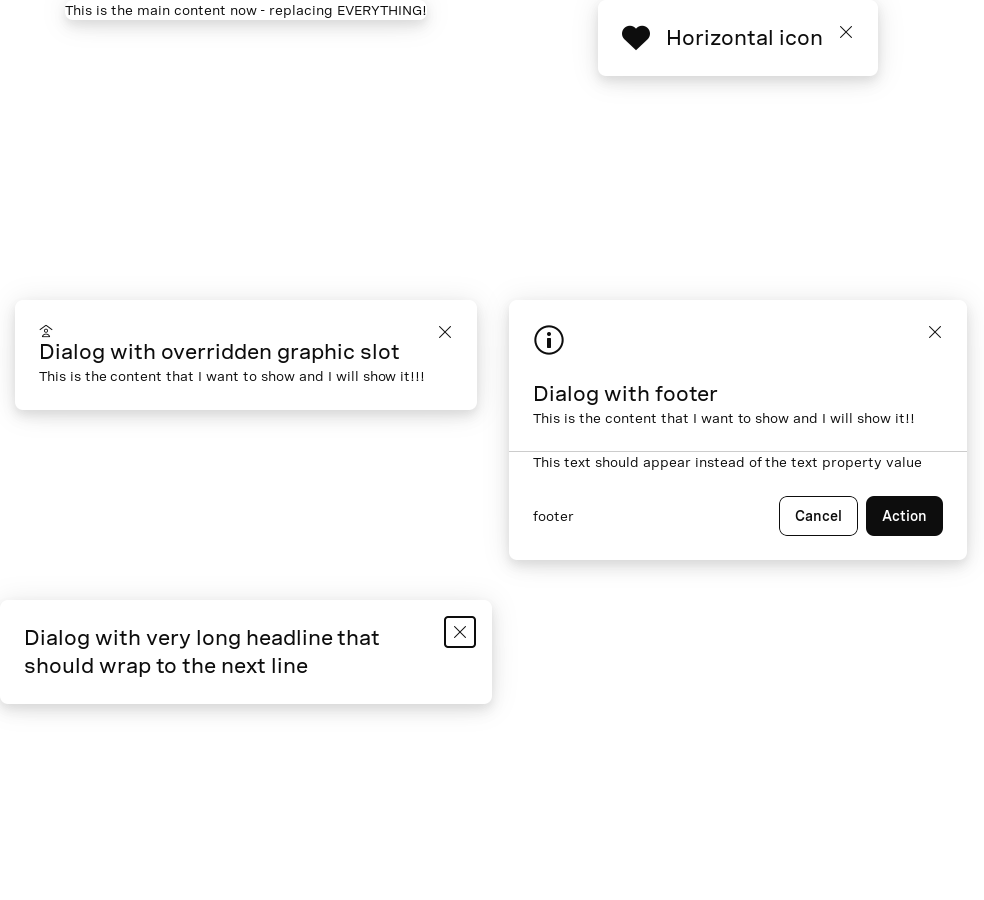 This is the main content now - replacing EVERYTHING!
Horizontal icon
Dialog with overridden graphic slot
This is the content that I want to show and I will show it!!!
Dialog with footer
This is the content that I want to show and I will show it!!
This text should appear instead of the text property value
footer
Cancel
Action
Dialog with very long headline that
should wrap to the next line